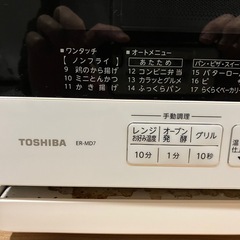 ■ワンタッチ
【ノンフライ】
9 鶏のから揚げ
10 ミニとんかつ
11 かき揚げ
■オートメニュー
あたため
12 コンビニ弁当
13 カラッとグルメ
14 ふっくらパン
パン・ピザ・スイー
15 バターロー
16 ピ
17 らくらくベーカリ
手動調理
レンジ
お好み温度
オーブン
発酵
グリル
10分
1分
10秒
TOSHIBA ER-MD7